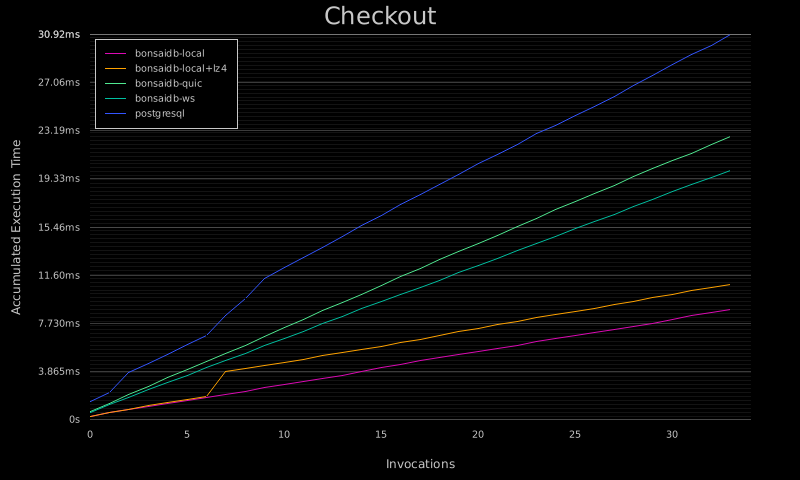 Checkout
30.92ms
27.06ms
23.19ms
19.33ms
15.46ms
11.60ms
7.730ms
3.865ms
0s
bonsaidb-local
bonsaidb-local+lz4
bonsaidb-quic
bonsaidb-ws
postgresql
Accumulated Execution Time
0 5 10 15 20 25 30
Invocations